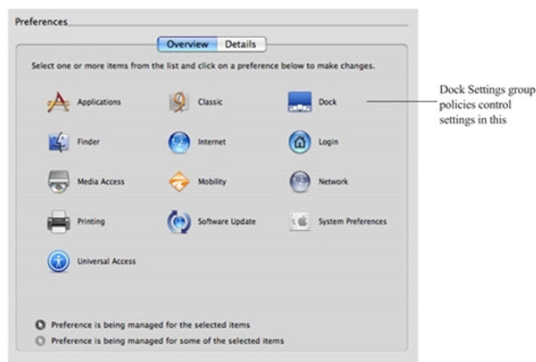 Preferences
Overview Details
Select one or more items from the list and click on a preference below to make changes.
Applications Classic Dock
Finder Internet Login
Media Access Mobility Network
Printing Software Update System Preferences
Universal Access
Preference is being managed for the selected items
Preference is being managed for some of the selected items
Dock Settings group
policies control
settings in this